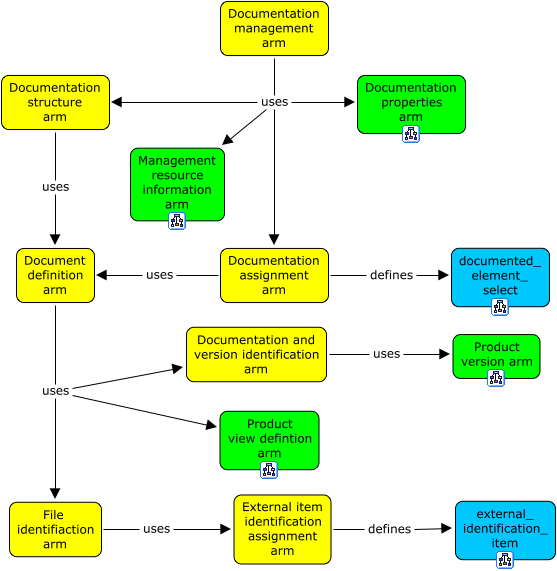 Documentation
management
arm
Documentation
structure
arm
uses
Documentation
properties
arm
Management
resource
information
arm
uses
Document
definition
arm
uses
Documentation
assignment
arm
defines
documented_
element_
select
Documentation and
version identification
arm
uses
Product
version arm
uses
Product
view defintion
arm
File
identifiaction
arm
uses
External item
identification
assignment
arm
defines
external_
identification_
item